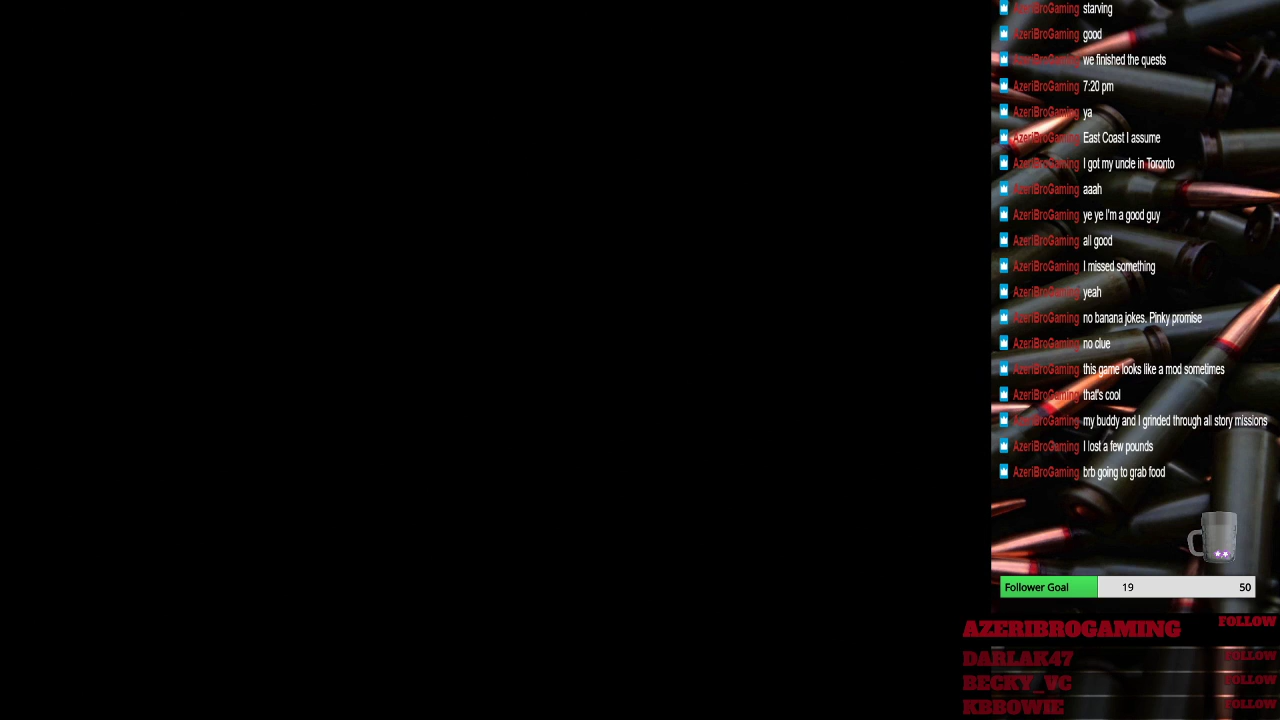 AzeriBroGaming starving
AzeriBroGaming good
AzeriBroGaming we finished the quests
AzeriBroGaming 7:20 pm
AzeriBroGaming ya
AzeriBroGaming East Coast I assume
AzeriBroGaming I got my uncle in Toronto
AzeriBroGaming aaah
AzeriBroGaming ye ye I'm a good guy
AzeriBroGaming all good
AzeriBroGaming I missed something
AzeriBroGaming yeah
AzeriBroGaming no banana jokes. Pinky promise
AzeriBroGaming no clue
AzeriBroGaming this game looks like a mod sometimes
AzeriBroGaming that's cool
AzeriBroGaming my buddy and I grinded through all story missions
AzeriBroGaming I lost a few pounds
AzeriBroGaming brb going to grab food
Follower Goal 19 50
AZERIBROGAMING FOLLOW
DARLAK47 FOLLOW
BECKY_VC FOLLOW
KBBOWIE FOLLOW